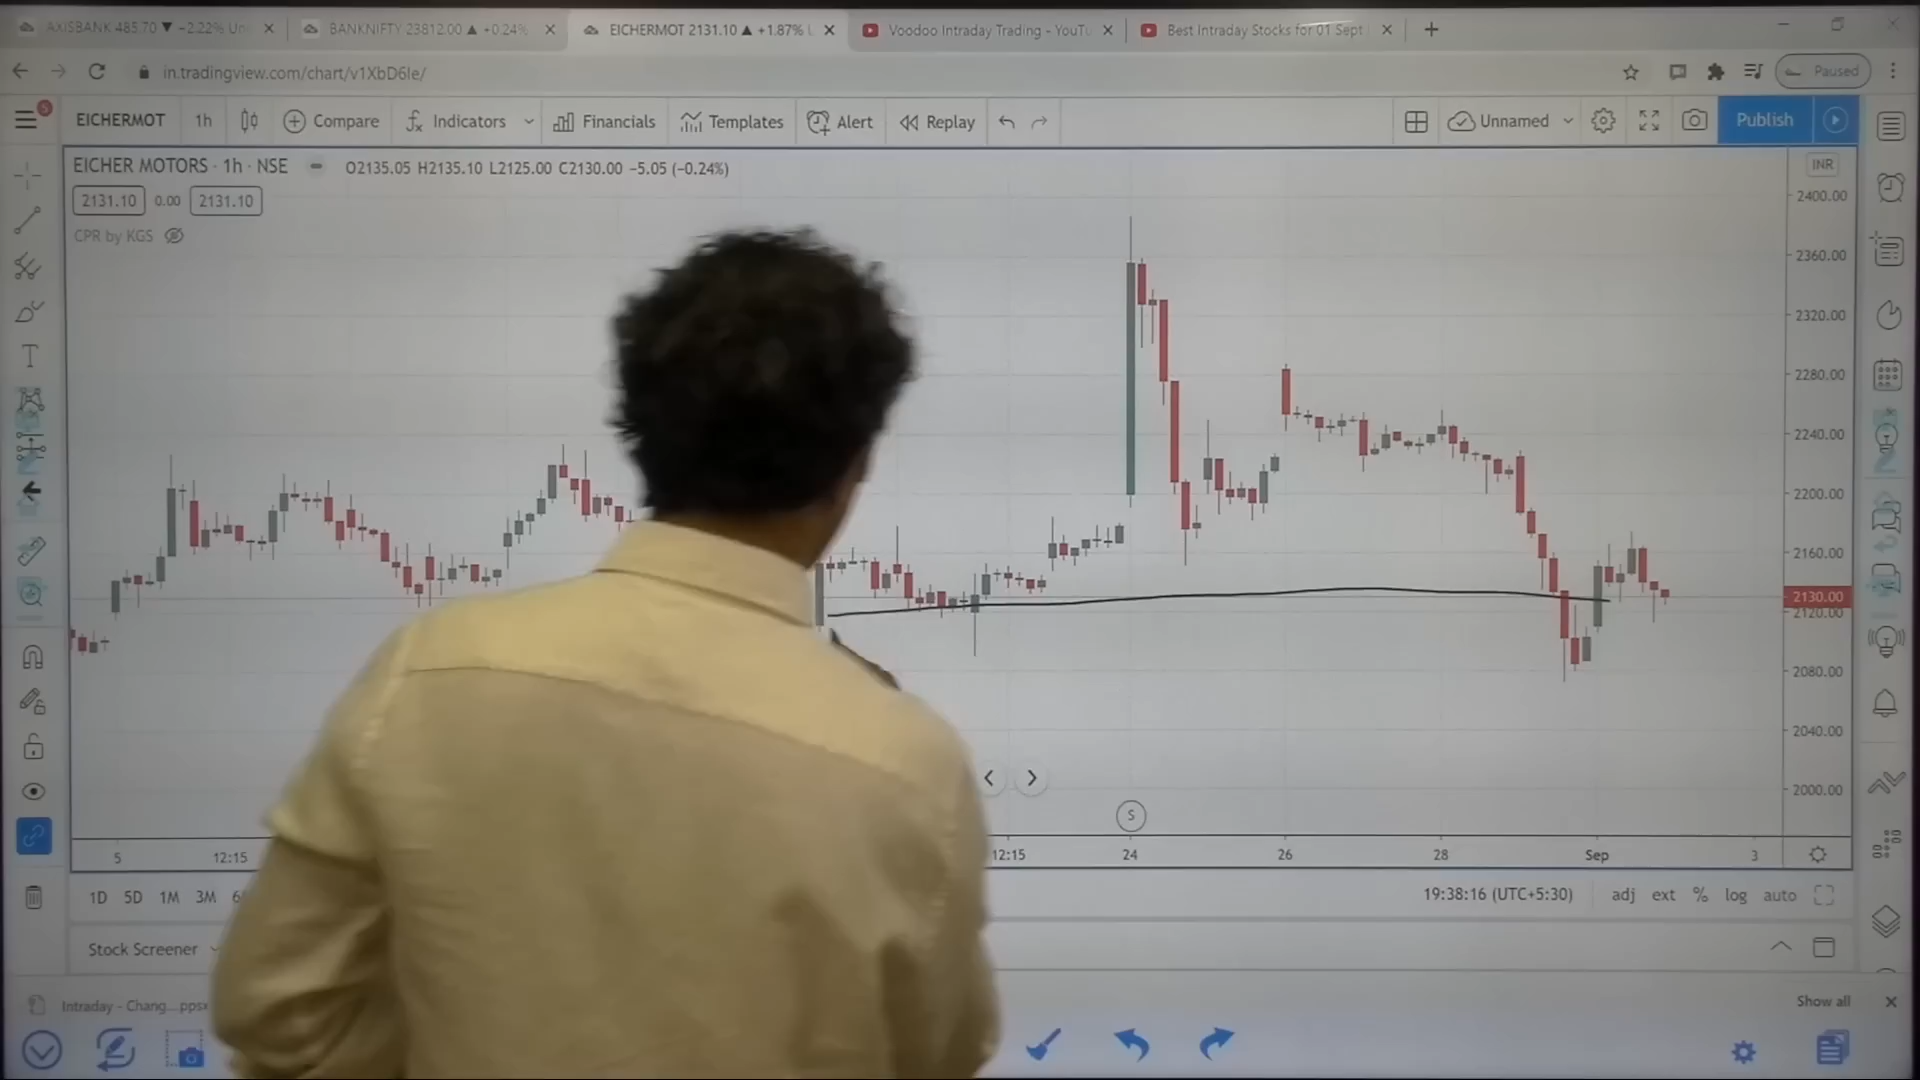 AXISBANK 485.70 ▼ −2.22% Un
BANKNIFTY 23812.00 ▲ +0.24%
EICHERMOT 2131.10 ▲ +1.87% U
Voodoo Intraday Trading - YouTu
Best Intraday Stocks for 01 Sept
in.tradingview.com/chart/v1XbD6Ie/
Paused
5
EICHERMOT
1h
Compare
Indicators
Financials
Templates
Alert
Replay
Unnamed
Publish
EICHER MOTORS · 1h · NSE
O2135.05 H2135.10 L2125.00 C2130.00 −5.05 (−0.24%)
INR
2131.10 0.00 2131.10
CPR by KGS
T
2400.00
2360.00
2320.00
2280.00
2240.00
2200.00
2160.00
2130.00
2120.00
2080.00
2040.00
2000.00
S
5 12:15 12:15 24 26 28 Sep 3
1D 5D 1M 3M 6
19:38:16 (UTC+5:30) adj ext % log auto
Stock Screener
Intraday - Chang....ppsx
Show all